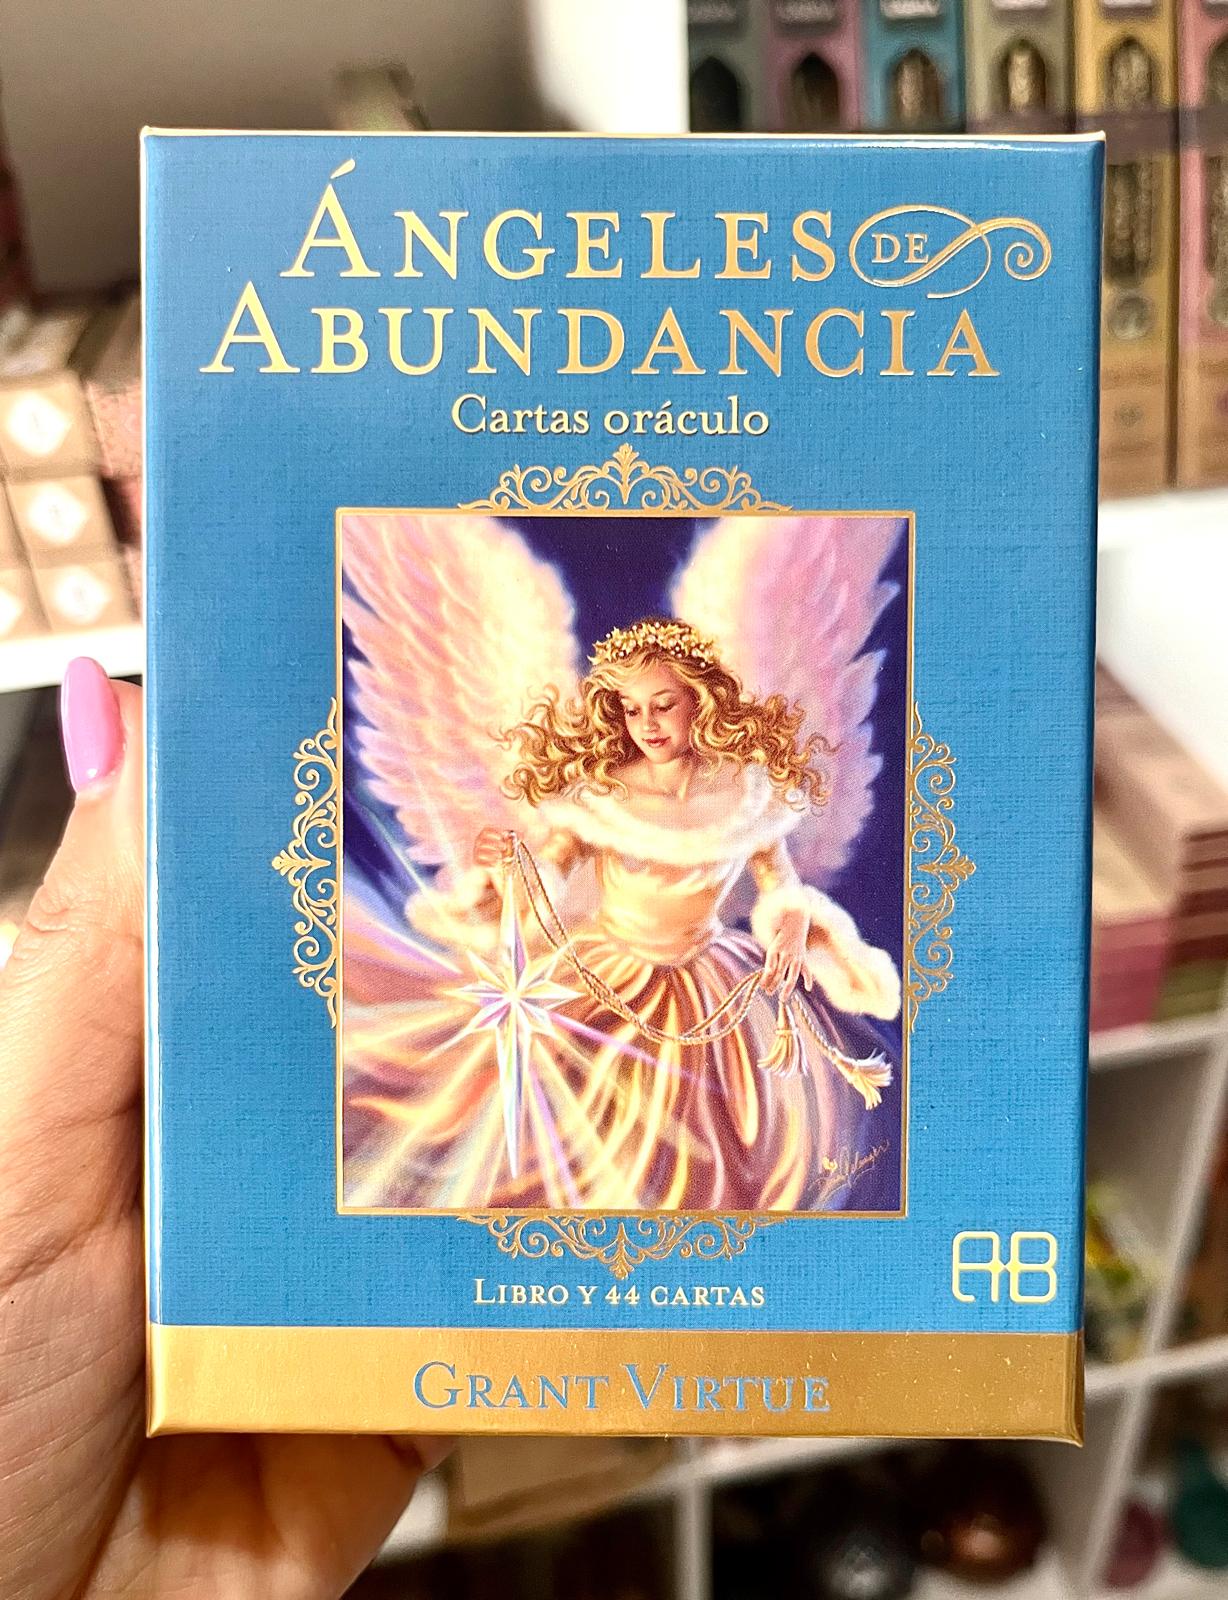 ÁNGELES DE
ABUNDANCIA
Cartas oráculo
LIBRO Y 44 CARTAS
AB
GRANT VIRTUE